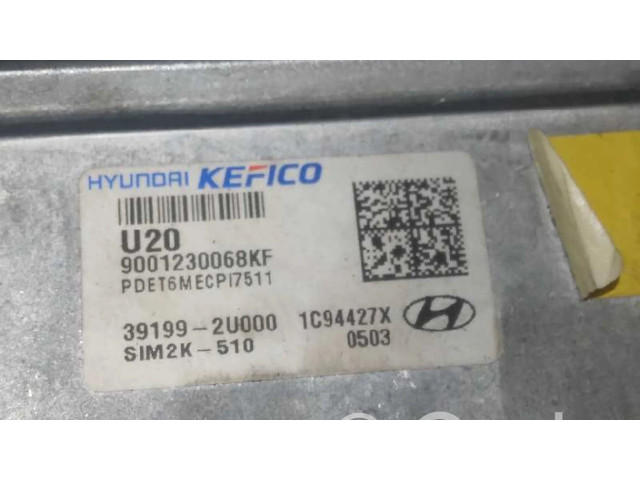 HYUNDAI KEFICO
U20
9001230068KF
PDET6MECPI7511
39199-2U000 1C94427X
SIM2K-510 0503